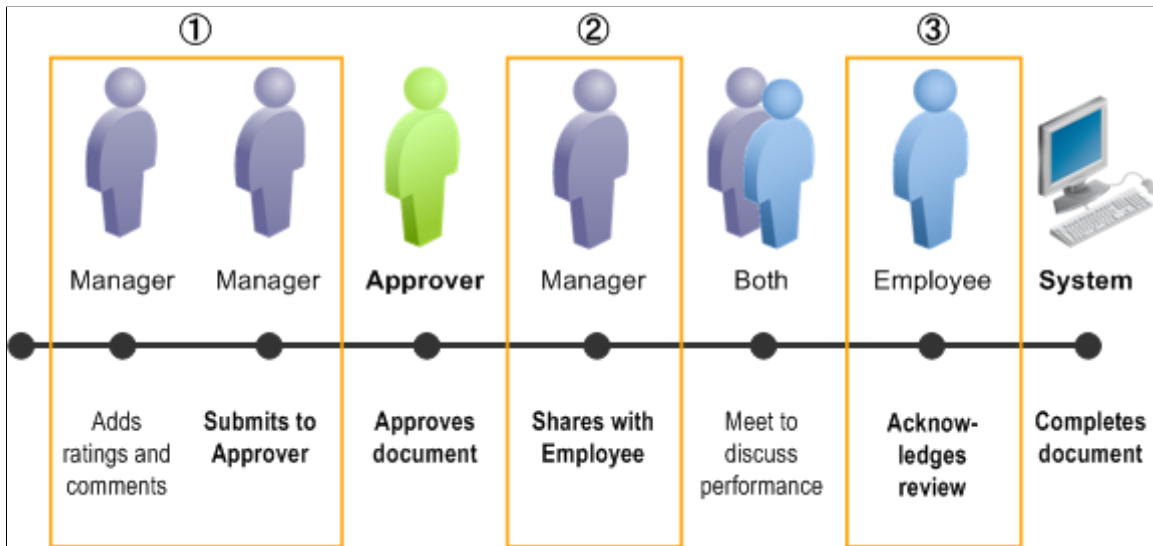 ① ② ③
Manager Manager Approver Manager Both Employee System
Adds
ratings and
comments
Submits to
Approver
Approves
document
Shares with
Employee
Meet to
discuss
performance
Acknow-
ledges
review
Completes
document